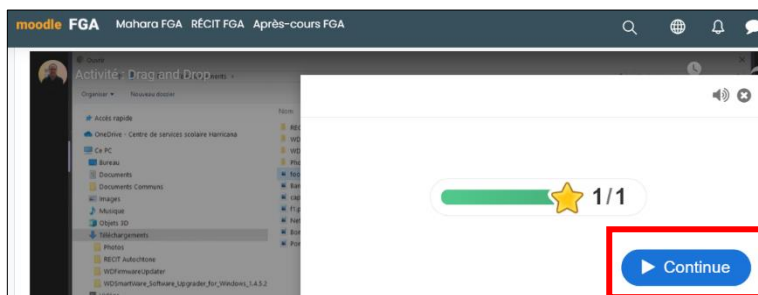 moodle FGA Mahara FGA RÉCIT FGA Après-cours FGA
Activité: Drag and Drop
Organiser Nouveau dossier
Nom
Accès rapide
OneDrive - Centre de services scolaire Harricana
Ce PC
Bureau
Documents
Documents Communs
Images
Musique
Objets 3D
Téléchargements
Photos
RECIT Autochtone
WDFirmwareUpdater
WDSmartWare_Software_Upgrader_for_Windows_1.4.5.2
1/1
Continue